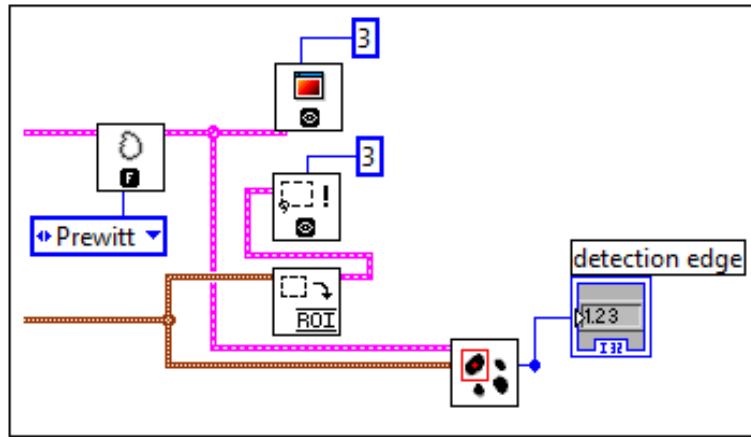 3
F
3
Prewitt
detection edge
ROI
1.23
I32